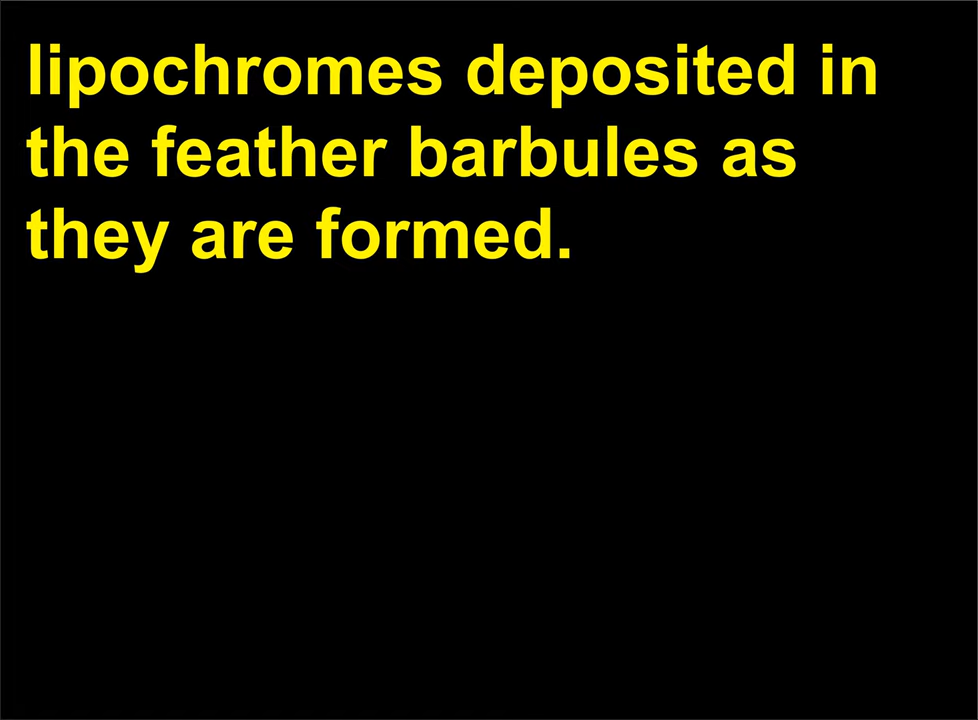 lipochromes deposited in
the feather barbules as
they are formed.